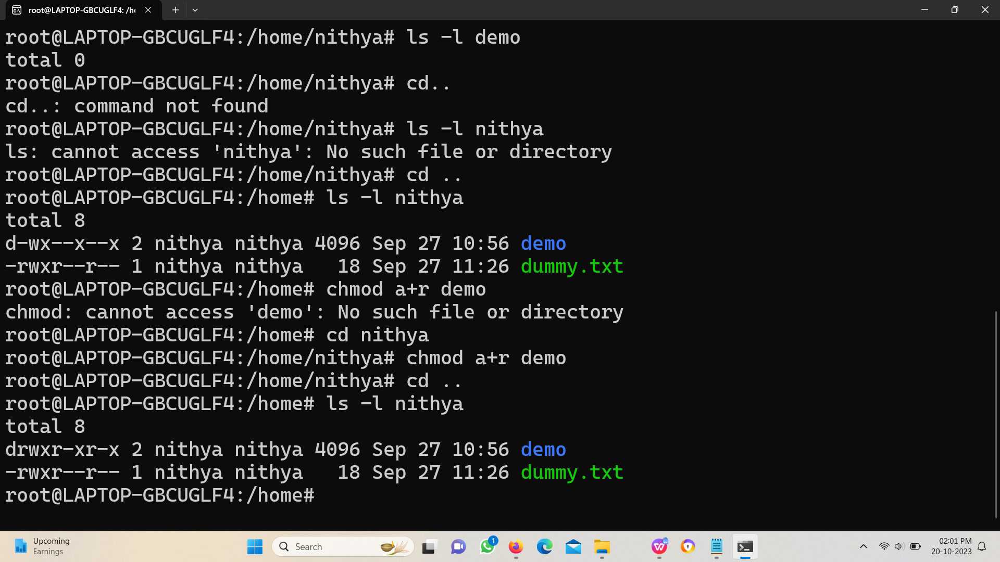 root@LAPTOP-GBCUGLF4: /h
root@LAPTOP-GBCUGLF4:/home/nithya# ls -l demo
total 0
root@LAPTOP-GBCUGLF4:/home/nithya# cd..
cd..: command not found
root@LAPTOP-GBCUGLF4:/home/nithya# ls -l nithya
ls: cannot access 'nithya': No such file or directory
root@LAPTOP-GBCUGLF4:/home/nithya# cd ..
root@LAPTOP-GBCUGLF4:/home# ls -l nithya
total 8
d-wx--x--x 2 nithya nithya 4096 Sep 27 10:56 demo
-rwxr--r-- 1 nithya nithya   18 Sep 27 11:26 dummy.txt
root@LAPTOP-GBCUGLF4:/home# chmod a+r demo
chmod: cannot access 'demo': No such file or directory
root@LAPTOP-GBCUGLF4:/home# cd nithya
root@LAPTOP-GBCUGLF4:/home/nithya# chmod a+r demo
root@LAPTOP-GBCUGLF4:/home/nithya# cd ..
root@LAPTOP-GBCUGLF4:/home# ls -l nithya
total 8
drwxr-xr-x 2 nithya nithya 4096 Sep 27 10:56 demo
-rwxr--r-- 1 nithya nithya   18 Sep 27 11:26 dummy.txt
root@LAPTOP-GBCUGLF4:/home#
Upcoming
Earnings
Search
1
02:01 PM
20-10-2023